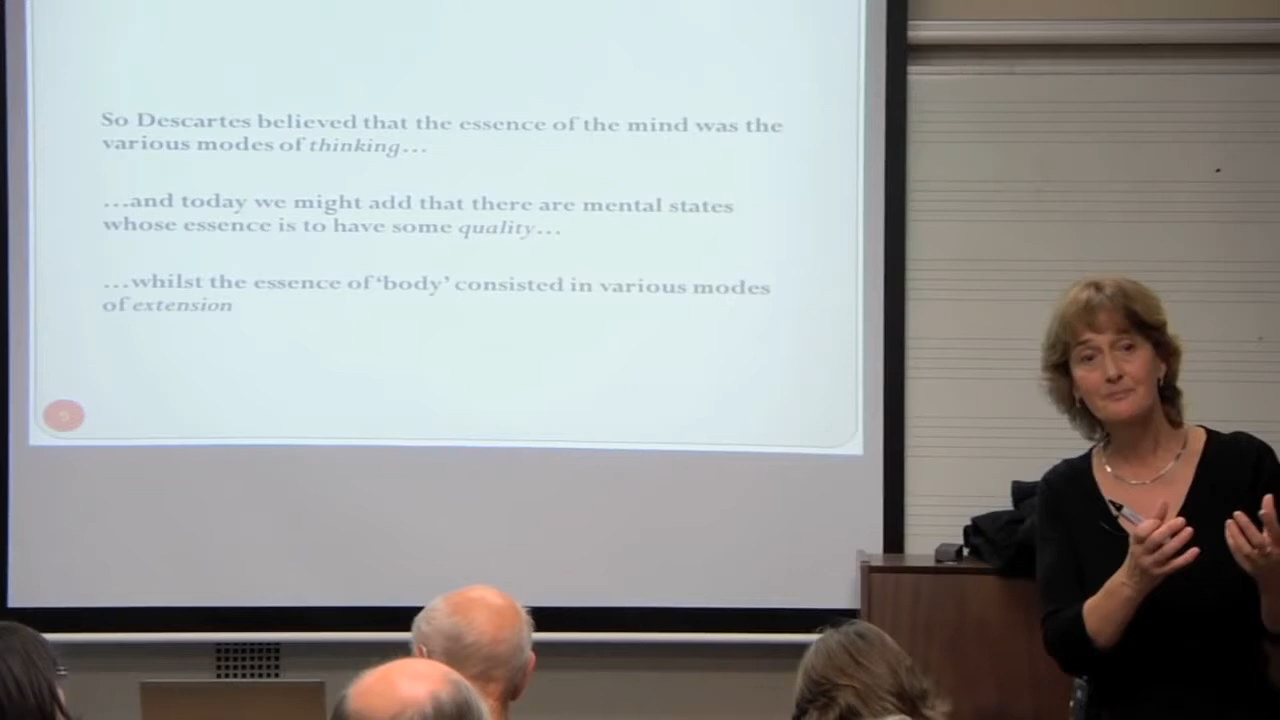 So Descartes believed that the essence of the mind was the
various modes of thinking…
…and today we might add that there are mental states
whose essence is to have some quality…
…whilst the essence of ‘body’ consisted in various modes
of extension